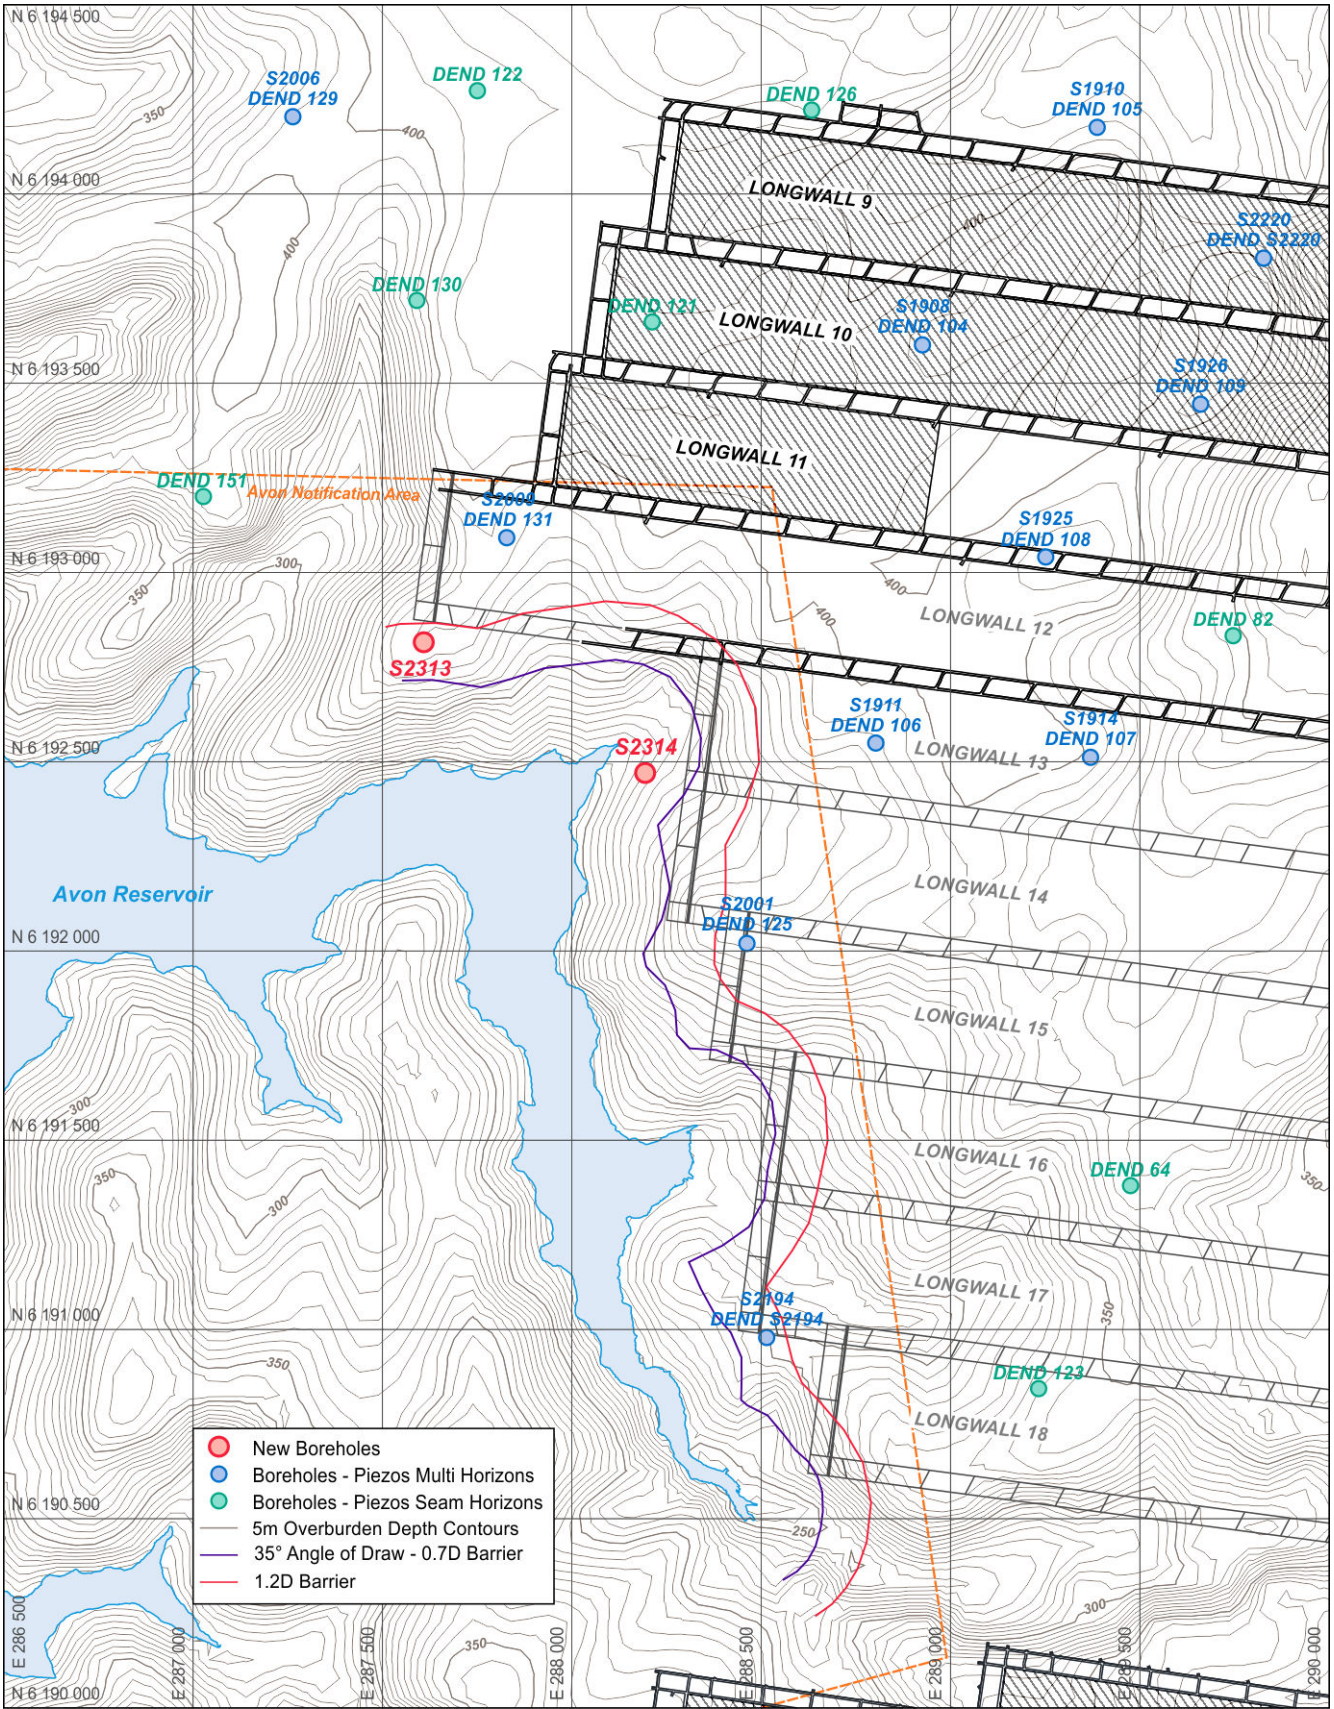 N 6 194 500
S2006
DEND 129
DEND 122
DEND 126
S1910
DEND 105
350
400
N 6 194 000
LONGWALL 9
400
S2220
DEND S2220
400
DEND 130
DEND 121
LONGWALL 10
S1908
DEND 104
S1926
DEND 109
N 6 193 500
LONGWALL 11
DEND 151
Avon Notification Area
S2009
DEND 131
S1925
DEND 108
N 6 193 000
300
350
400
400
LONGWALL 12
DEND 82
S2313
S1911
DEND 106
S1914
DEND 107
S2314
N 6 192 500
LONGWALL 13
Avon Reservoir
LONGWALL 14
S2001
DEND 125
N 6 192 000
LONGWALL 15
300
N 6 191 500
LONGWALL 16
DEND 64
350
350
300
LONGWALL 17
S2194
DEND S2194
350
N 6 191 000
350
DEND 123
LONGWALL 18
New Boreholes
Boreholes - Piezos Multi Horizons
Boreholes - Piezos Seam Horizons
5m Overburden Depth Contours
35° Angle of Draw - 0.7D Barrier
1.2D Barrier
N 6 190 500
250
300
350
E 286 500
E 287 000
E 287 500
E 288 000
E 288 500
E 289 000
E 289 500
E 290 000
N 6 190 000